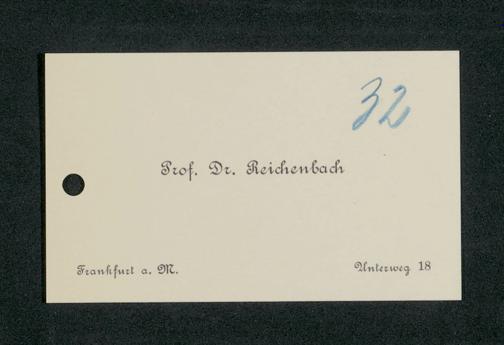 32
Prof. Dr. Reichenbach
Frankfurt a. M.
Unterweg 18